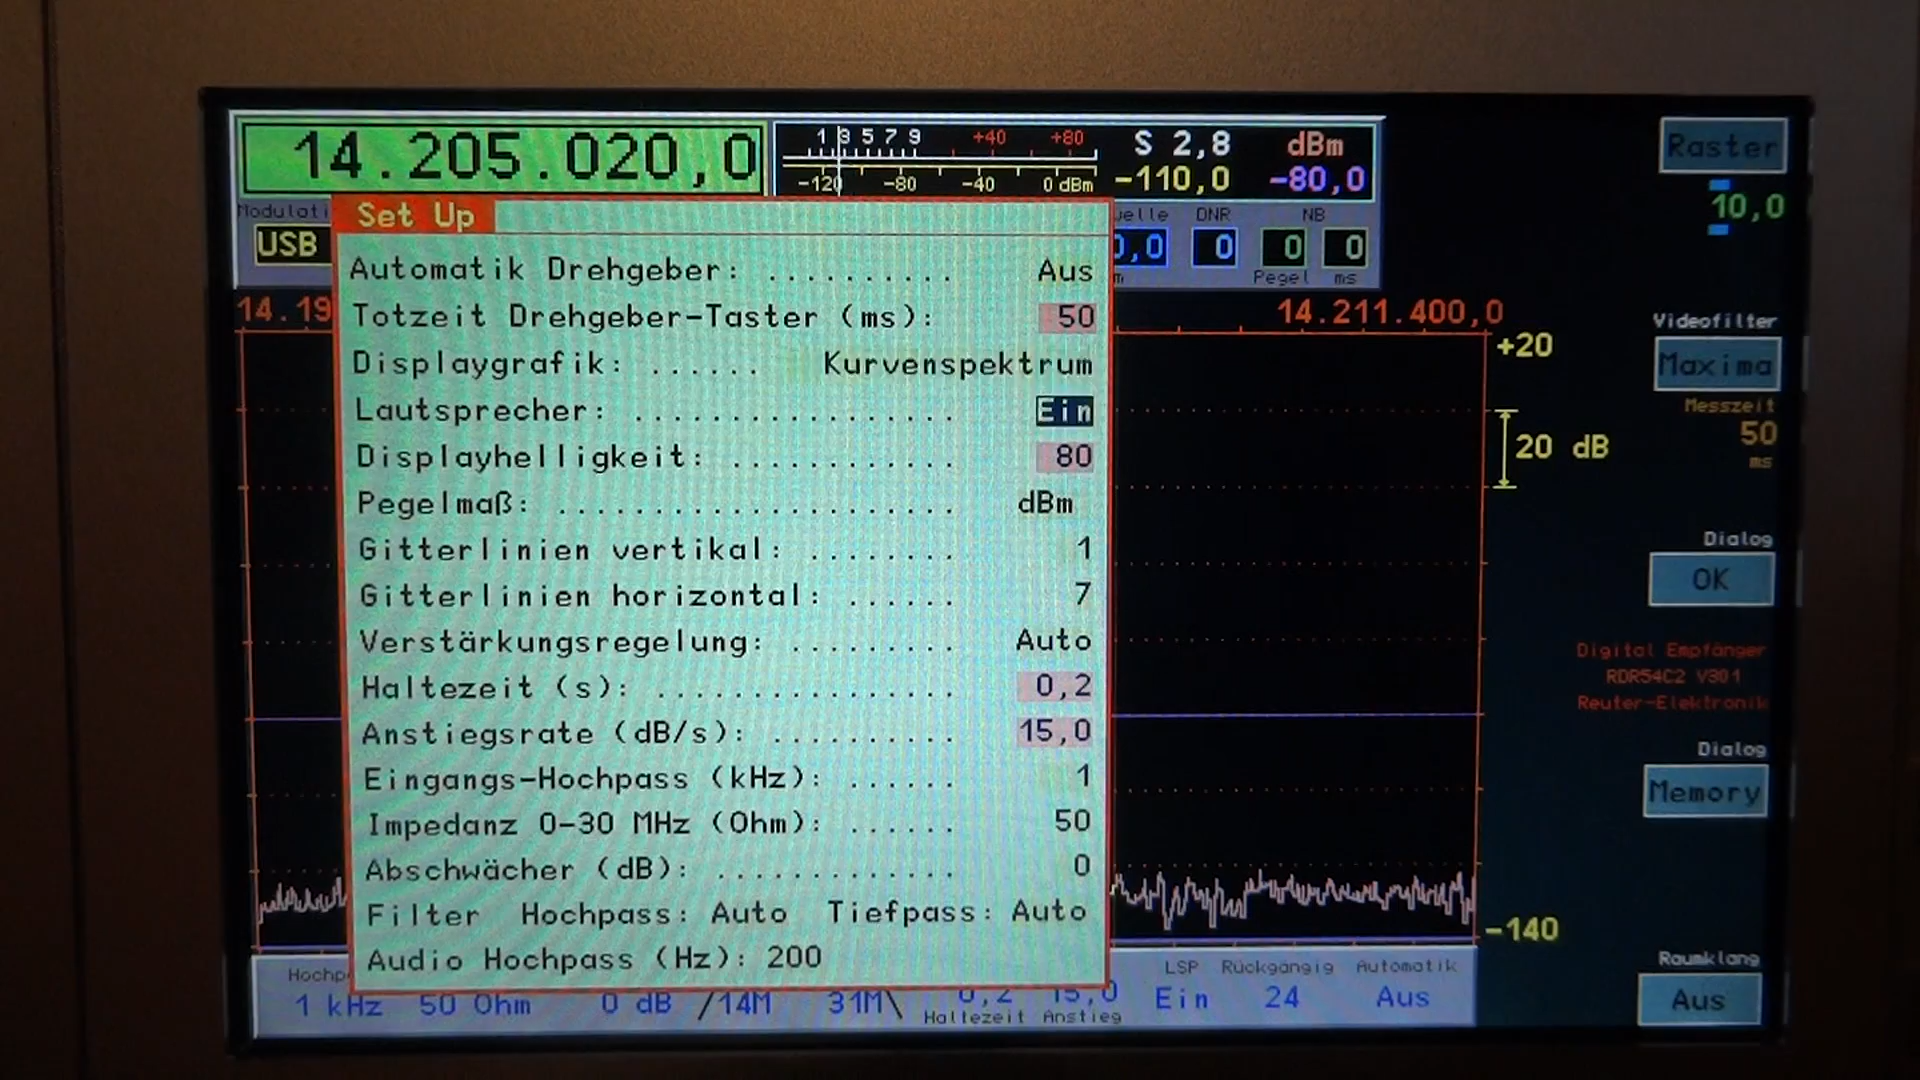 14.205.020,0
1 3 5 7 9 +40 +80
-120 -80 -40 0 dBm
S 2,8 dBm
-110,0 -80,0
Raster
10,0
USB
DNR NB
0 0 0
Pegel ms
Set Up
Automatik Drehgeber: .......... Aus
Totzeit Drehgeber-Taster (ms): 50
Displaygrafik: ...... Kurvenspektrum
Lautsprecher: ................. Ein
Displayhelligkeit: ............ 80
Pegelmaß: ..................... dBm
Gitterlinien vertikal: ........ 1
Gitterlinien horizontal: ...... 7
Verstärkungsregelung: ......... Auto
Haltezeit (s): ................ 0,2
Anstiegsrate (dB/s): .......... 15,0
Eingangs-Hochpass (kHz): ...... 1
Impedanz 0-30 MHz (Ohm): ...... 50
Abschwächer (dB): ............. 0
Filter Hochpass: Auto Tiefpass: Auto
Audio Hochpass (Hz): 200
14.211.400,0
+20
20 dB
-140
Videofilter
Maxima
Messzeit
50
ms
Dialog
OK
Digital Empfänger
RDR54C2 V301
Reuter-Elektronik
Dialog
Memory
Raumklang
Aus
LSP Rückgängig Automatik
1 kHz 50 Ohm 0 dB /14M 31M\ 0,2 15,0 Ein 24 Aus
Haltezeit Anstieg